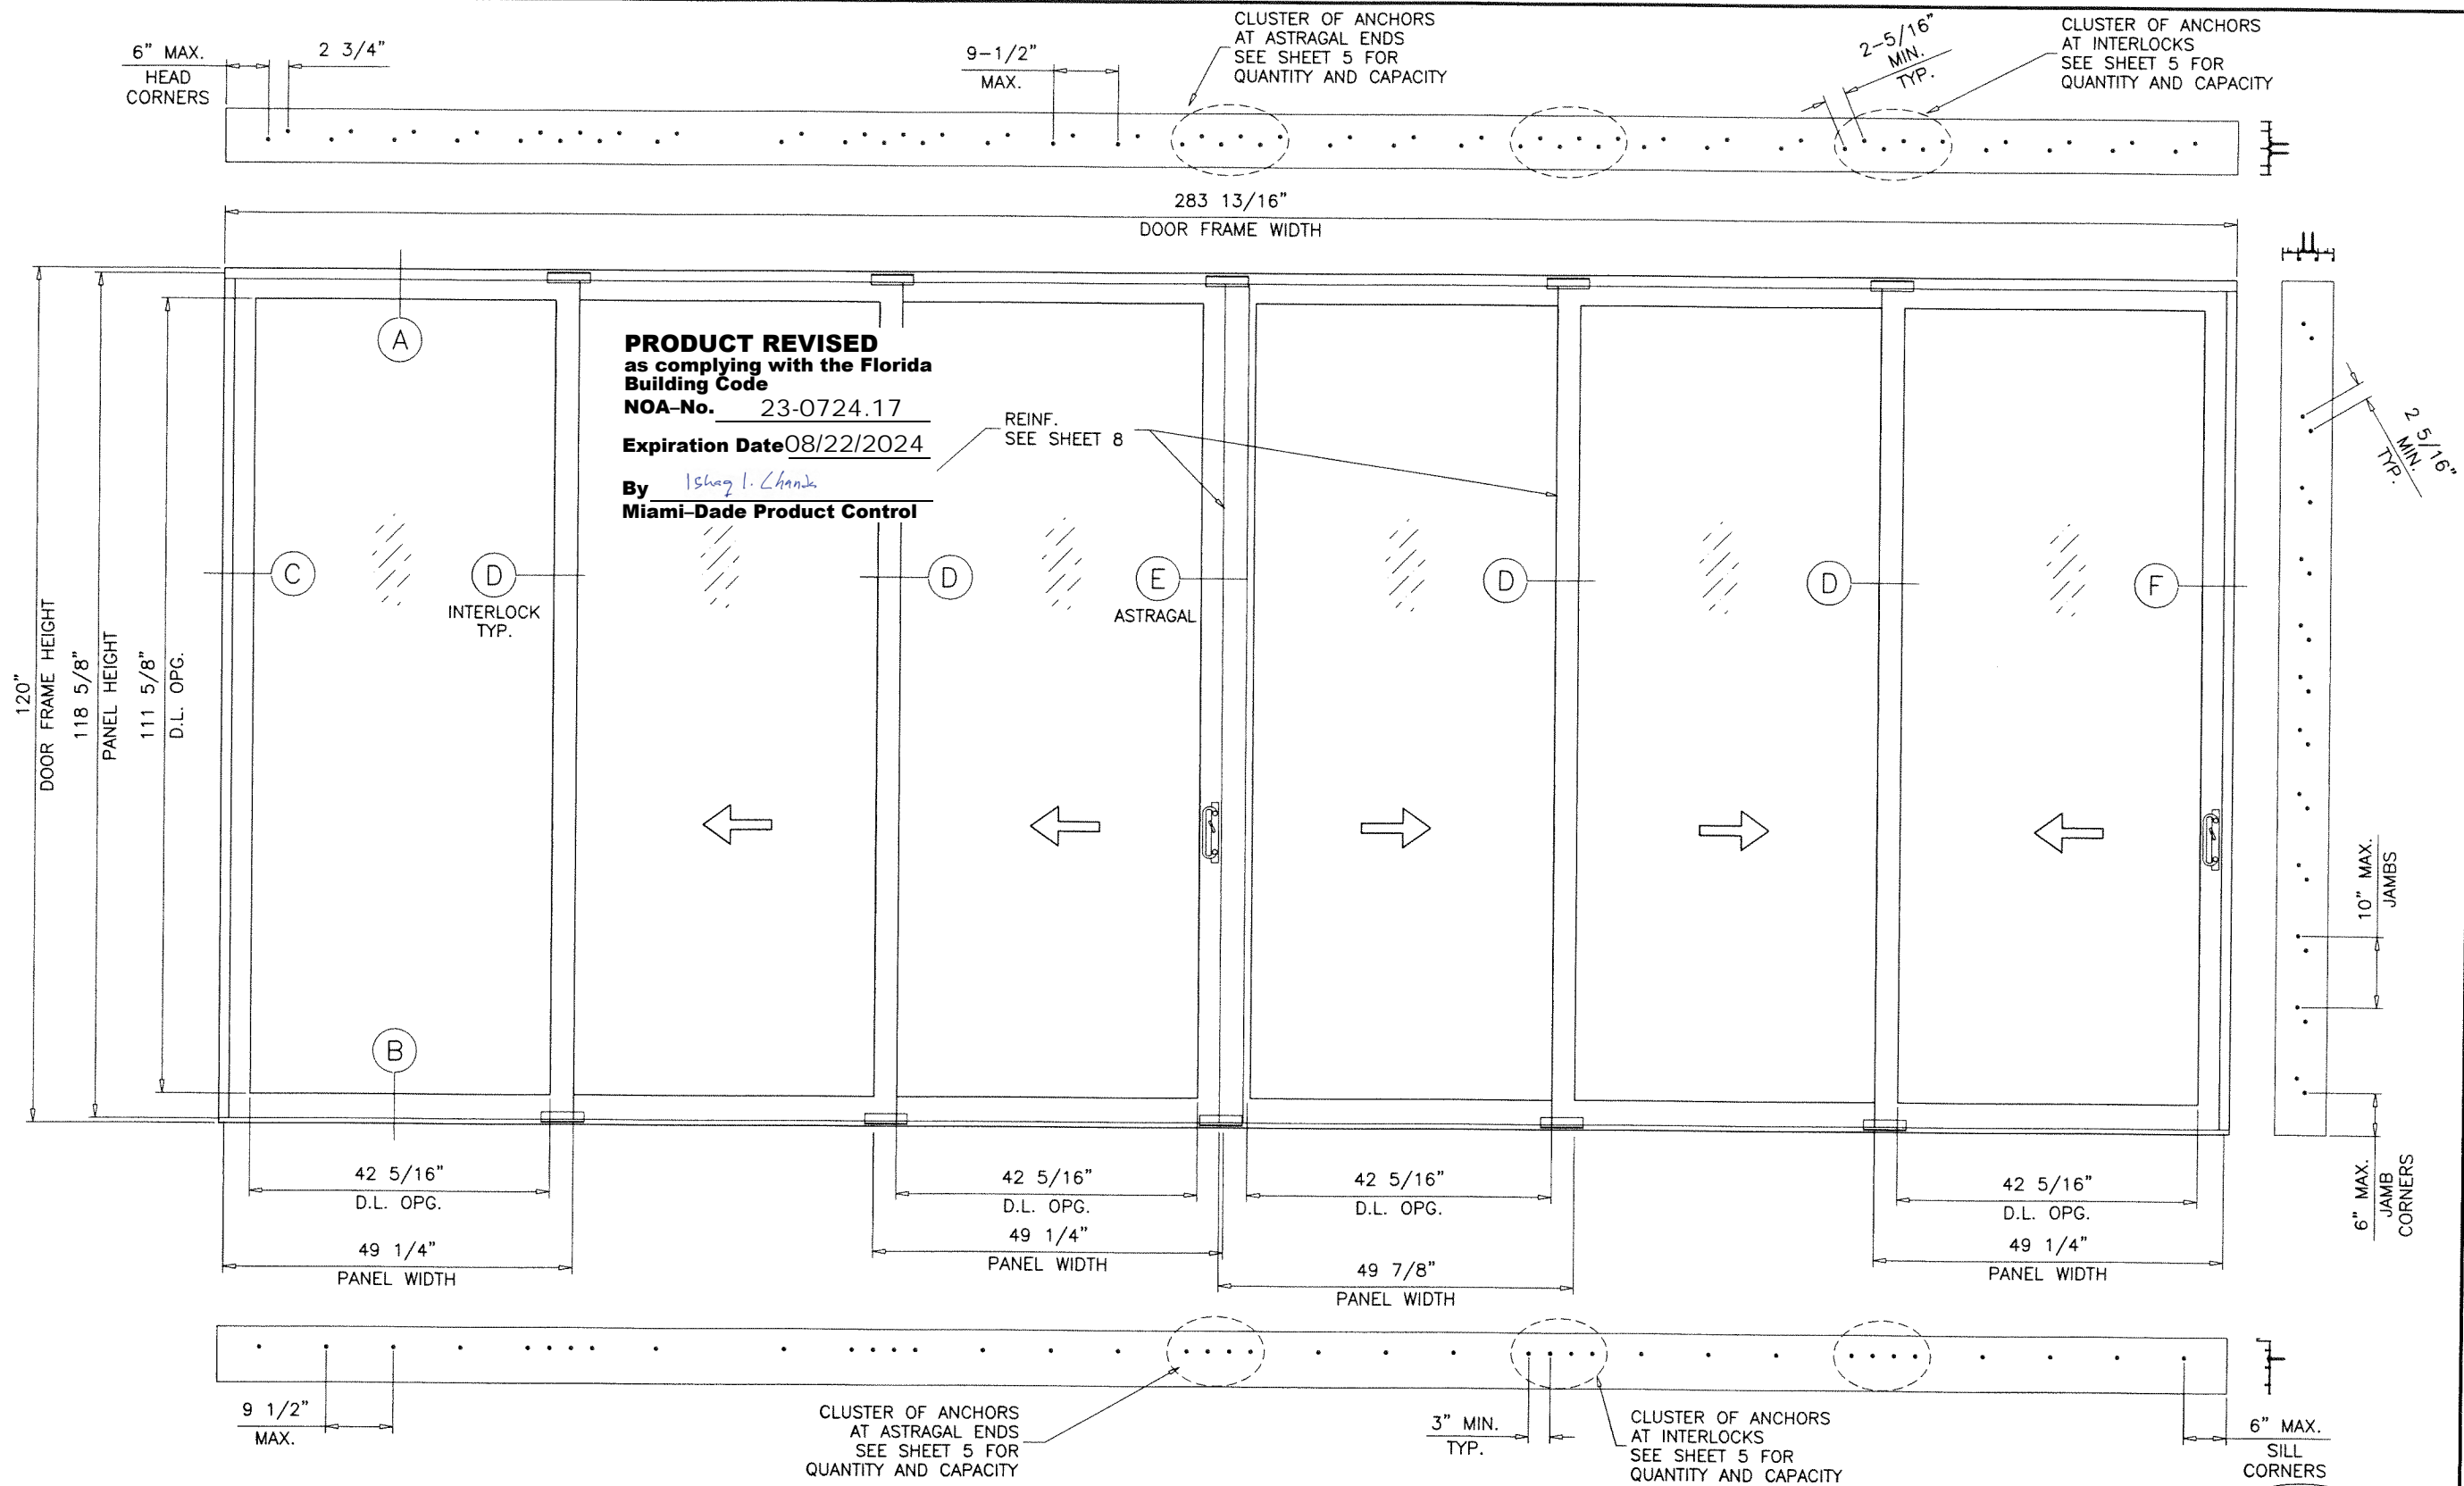 CLUSTER OF ANCHORS
AT ASTRAGAL ENDS
SEE SHEET 5 FOR
QUANTITY AND CAPACITY
CLUSTER OF ANCHORS
AT INTERLOCKS
SEE SHEET 5 FOR
QUANTITY AND CAPACITY
6" MAX.
HEAD
CORNERS
2 3/4"
9-1/2"
MAX.
2-5/16"
MIN.
TYP.
283 13/16"
DOOR FRAME WIDTH
A
PRODUCT REVISED
as complying with the Florida
Building Code
NOA–No. 23-0724.17
Expiration Date 08/22/2024
By Ishaq I. Chanda
Miami–Dade Product Control
REINF.
SEE SHEET 8
2 5/16"
MIN.
TYP.
C
D
INTERLOCK
TYP.
D
E
ASTRAGAL
D
D
F
120"
DOOR FRAME HEIGHT
118 5/8"
PANEL HEIGHT
111 5/8"
D.L. OPG.
10" MAX.
JAMBS
B
6" MAX.
JAMB
CORNERS
42 5/16"
D.L. OPG.
42 5/16"
D.L. OPG.
42 5/16"
D.L. OPG.
42 5/16"
D.L. OPG.
49 1/4"
PANEL WIDTH
49 1/4"
PANEL WIDTH
49 7/8"
PANEL WIDTH
49 1/4"
PANEL WIDTH
9 1/2"
MAX.
CLUSTER OF ANCHORS
AT ASTRAGAL ENDS
SEE SHEET 5 FOR
QUANTITY AND CAPACITY
3" MIN.
TYP.
CLUSTER OF ANCHORS
AT INTERLOCKS
SEE SHEET 5 FOR
QUANTITY AND CAPACITY
6" MAX.
SILL
CORNERS